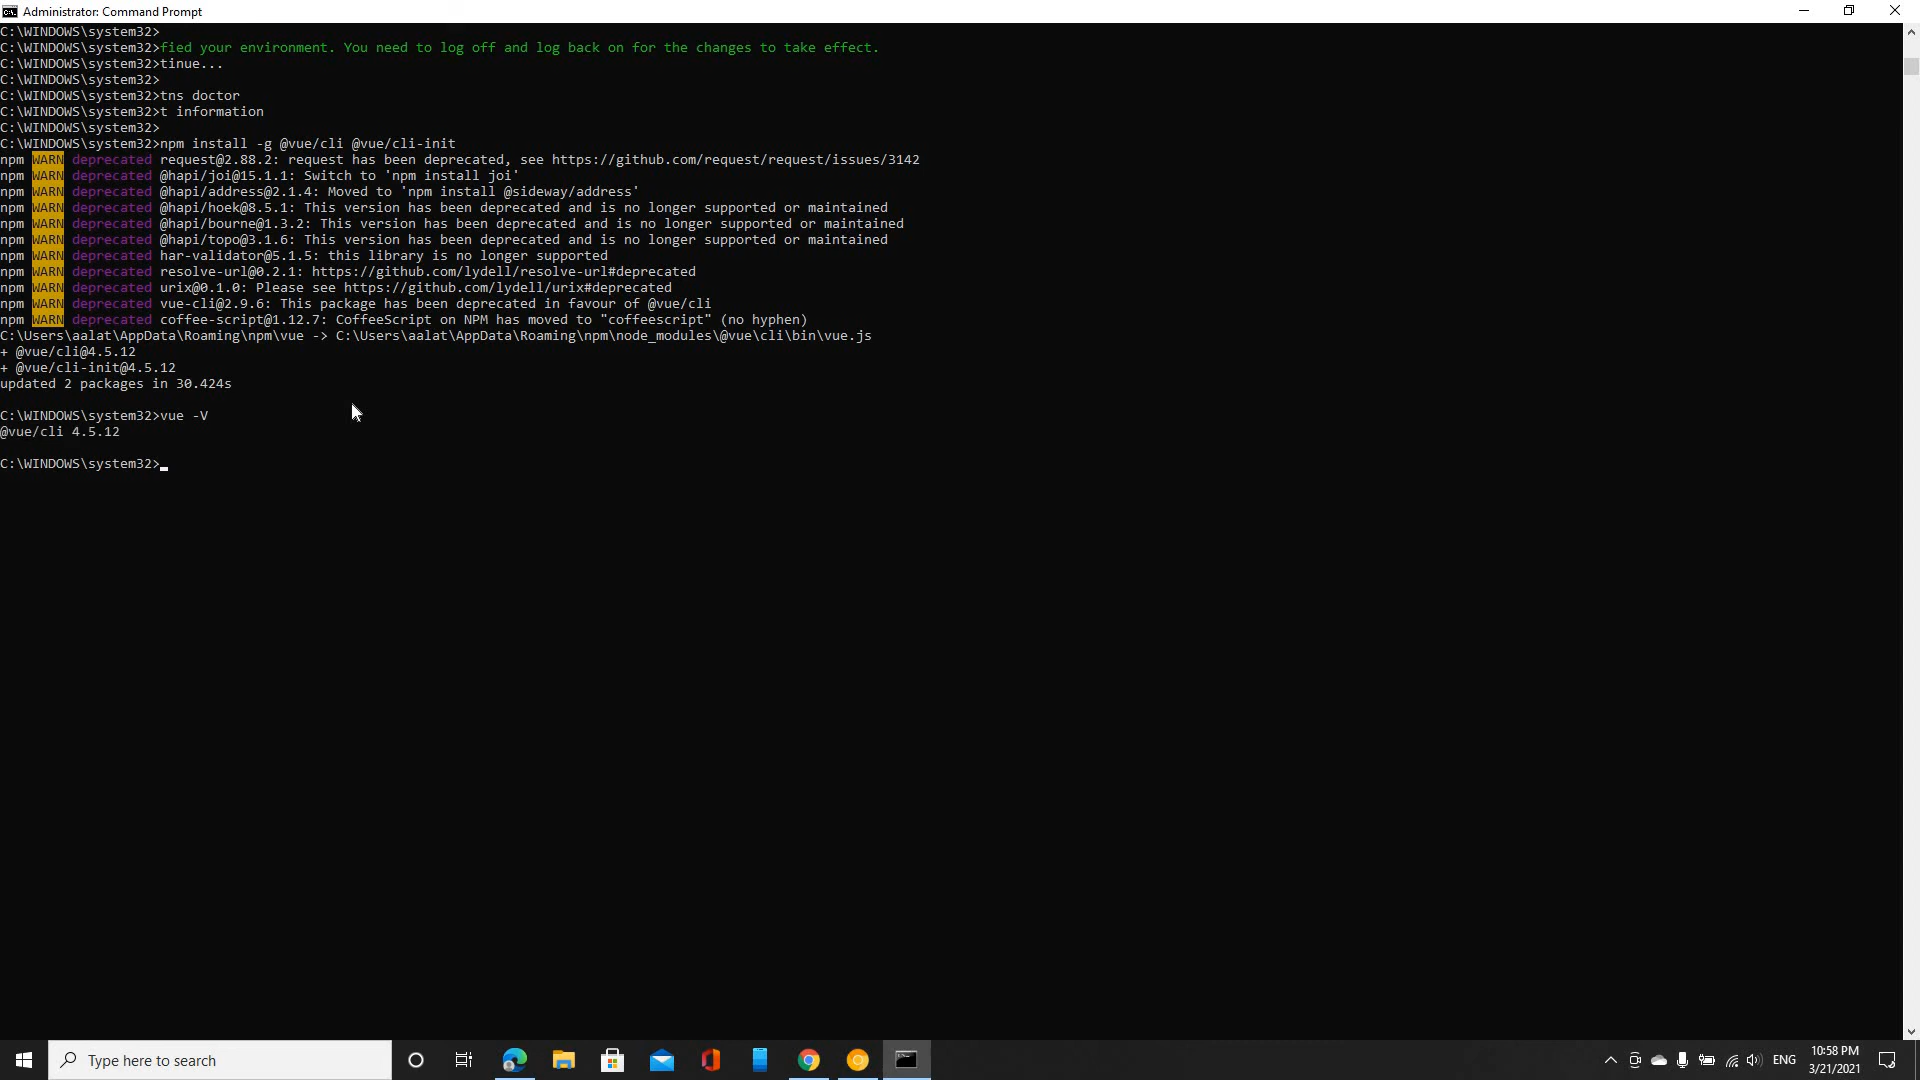 Administrator: Command Prompt
C:\WINDOWS\system32>
C:\WINDOWS\system32>fied your environment. You need to log off and log back on for the changes to take effect.
C:\WINDOWS\system32>tinue...
C:\WINDOWS\system32>
C:\WINDOWS\system32>tns doctor
C:\WINDOWS\system32>t information
C:\WINDOWS\system32>
C:\WINDOWS\system32>npm install -g @vue/cli @vue/cli-init
npm WARN deprecated request@2.88.2: request has been deprecated, see https://github.com/request/request/issues/3142
npm WARN deprecated @hapi/joi@15.1.1: Switch to 'npm install joi'
npm WARN deprecated @hapi/address@2.1.4: Moved to 'npm install @sideway/address'
npm WARN deprecated @hapi/hoek@8.5.1: This version has been deprecated and is no longer supported or maintained
npm WARN deprecated @hapi/bourne@1.3.2: This version has been deprecated and is no longer supported or maintained
npm WARN deprecated @hapi/topo@3.1.6: This version has been deprecated and is no longer supported or maintained
npm WARN deprecated har-validator@5.1.5: this library is no longer supported
npm WARN deprecated resolve-url@0.2.1: https://github.com/lydell/resolve-url#deprecated
npm WARN deprecated urix@0.1.0: Please see https://github.com/lydell/urix#deprecated
npm WARN deprecated vue-cli@2.9.6: This package has been deprecated in favour of @vue/cli
npm WARN deprecated coffee-script@1.12.7: CoffeeScript on NPM has moved to "coffeescript" (no hyphen)
C:\Users\aalat\AppData\Roaming\npm\vue -> C:\Users\aalat\AppData\Roaming\npm\node_modules\@vue\cli\bin\vue.js
+ @vue/cli@4.5.12
+ @vue/cli-init@4.5.12
updated 2 packages in 30.424s
C:\WINDOWS\system32>vue -V
@vue/cli 4.5.12
C:\WINDOWS\system32>
Type here to search
ENG
10:58 PM
3/21/2021